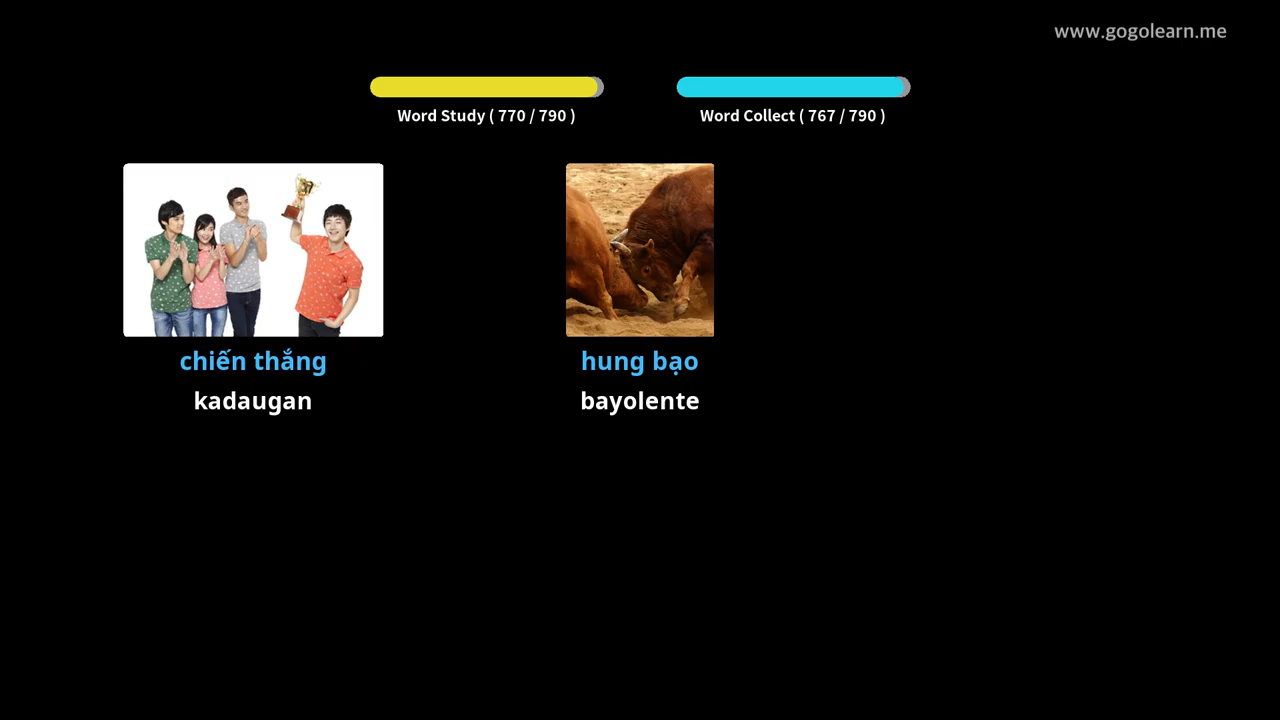 www.gogolearn.me
Word Study ( 770 / 790 )
Word Collect ( 767 / 790 )
chiến thắng
kadaugan
hung bạo
bayolente